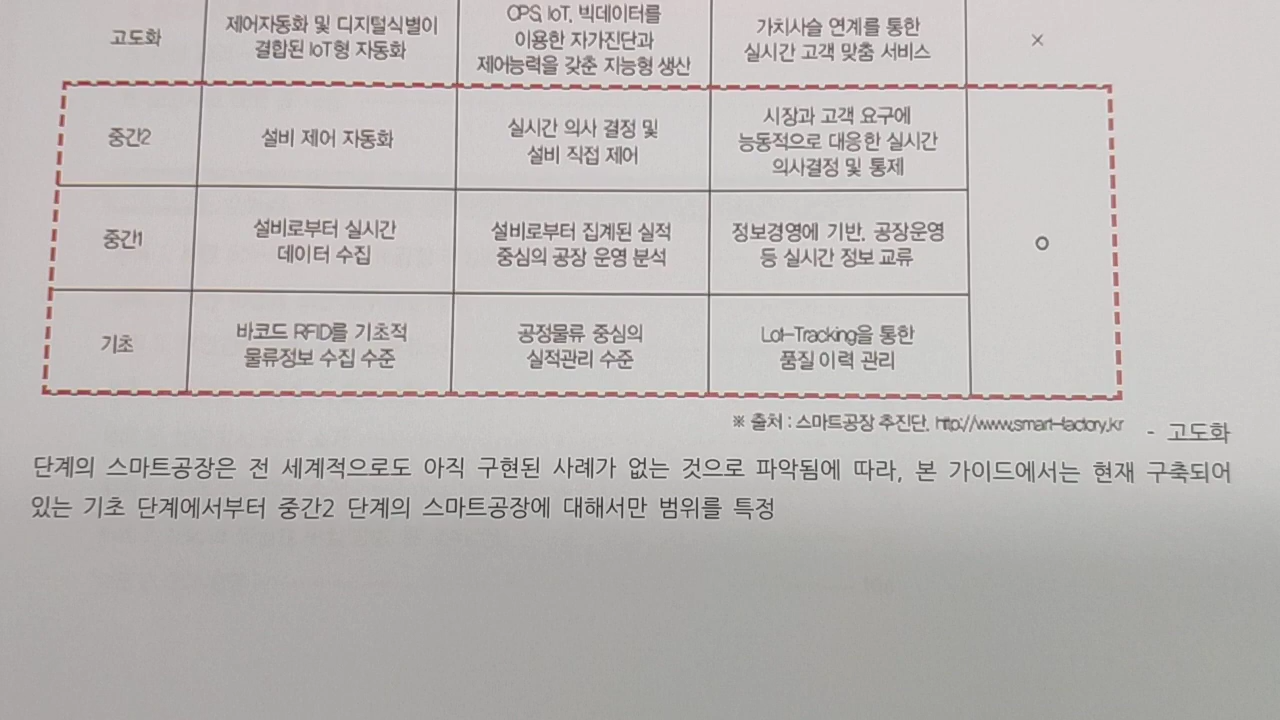 고도화
제어자동화 및 디지털식별이
결합된 IoT형 자동화
CPS, IoT, 빅데이터를
이용한 자가진단과
제어능력을 갖춘 지능형 생산
가치사슬 연계를 통한
실시간 고객 맞춤 서비스
×
중간2
설비 제어 자동화
실시간 의사 결정 및
설비 직접 제어
시장과 고객 요구에
능동적으로 대응한 실시간
의사결정 및 통제
중간1
설비로부터 실시간
데이터 수집
설비로부터 집계된 실적
중심의 공장 운영 분석
정보경영에 기반, 공장운영
등 실시간 정보 교류
○
기초
바코드 RFID를 기초적
물류정보 수집 수준
공정물류 중심의
실적관리 수준
Lot-Tracking을 통한
품질 이력 관리
※ 출처 : 스마트공장 추진단, http://www.smart-factory.kr - 고도화
단계의 스마트공장은 전 세계적으로도 아직 구현된 사례가 없는 것으로 파악됨에 따라, 본 가이드에서는 현재 구축되어
있는 기초 단계에서부터 중간2 단계의 스마트공장에 대해서만 범위를 특정